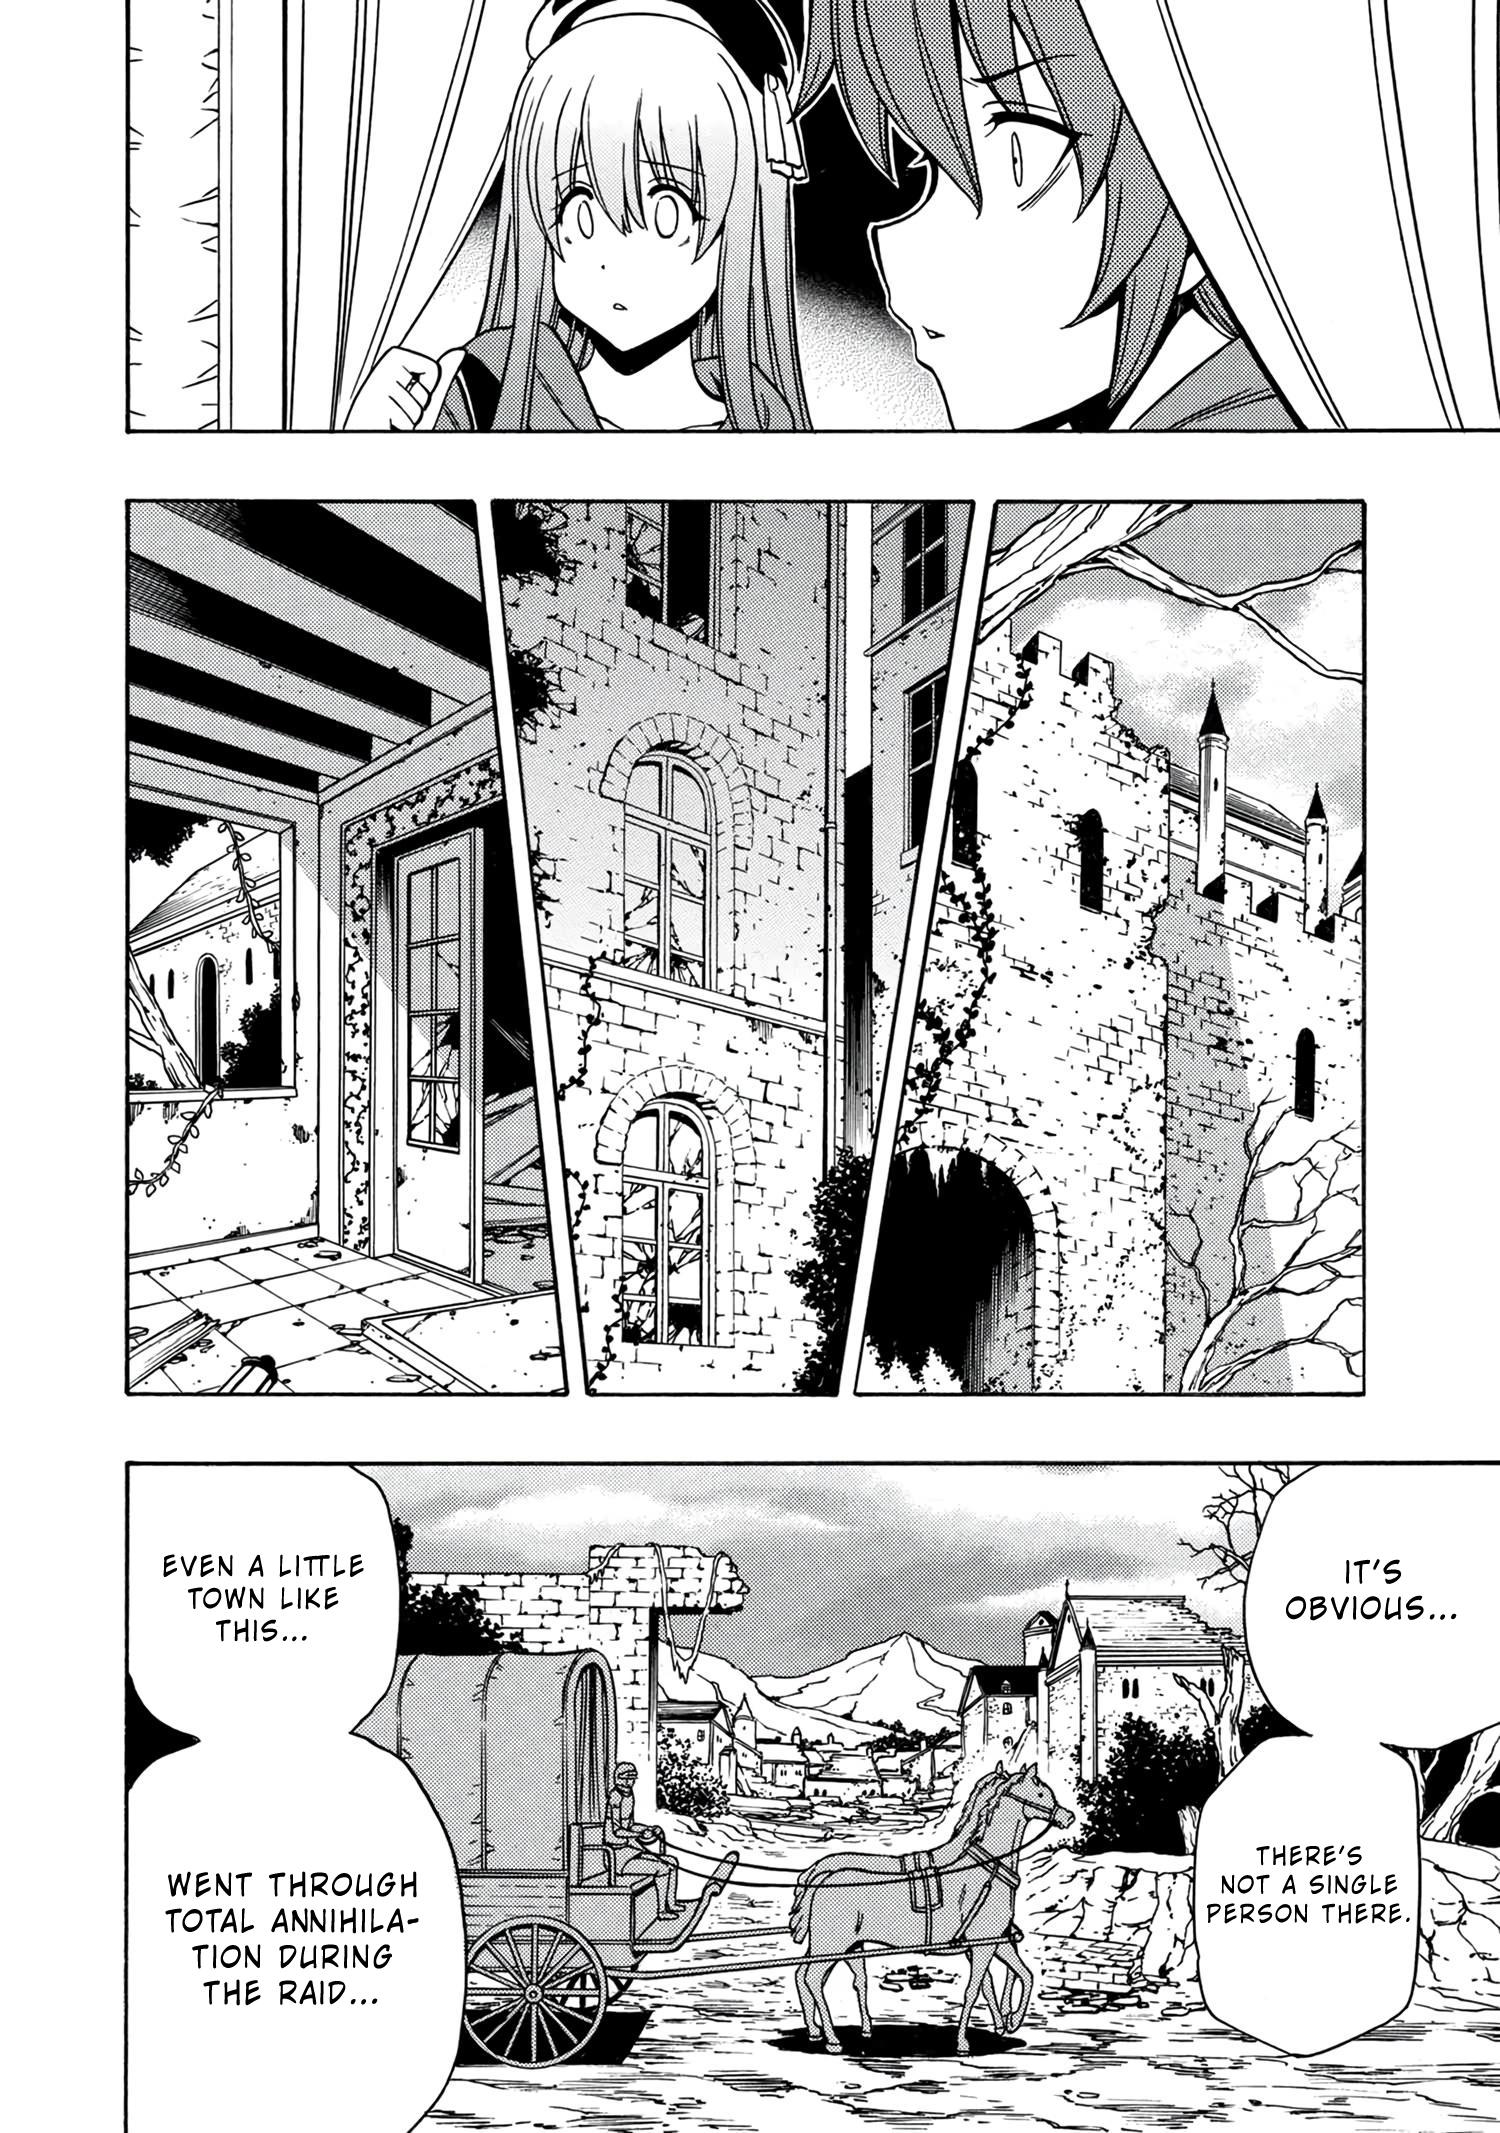 IT'S
OBVIOUS...
THERE'S
NOT A SINGLE
PERSON THERE.
EVEN A LITTLE
TOWN LIKE
THIS...
WENT THROUGH
TOTAL ANNIHILA-
TION DURING
THE RAID...